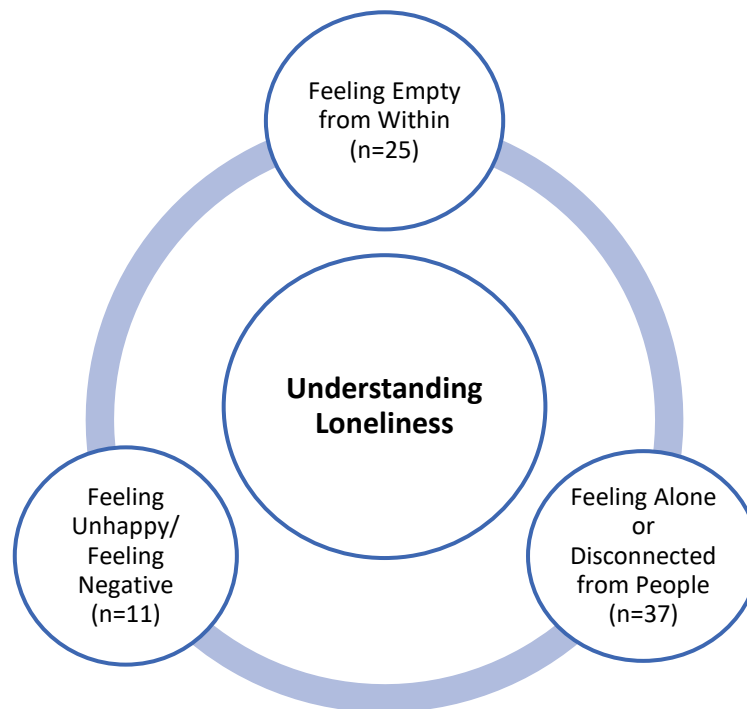 Feeling Empty
from Within
(n=25)
Understanding
Loneliness
Feeling
Unhappy/
Feeling
Negative
(n=11)
Feeling Alone
or
Disconnected
from People
(n=37)